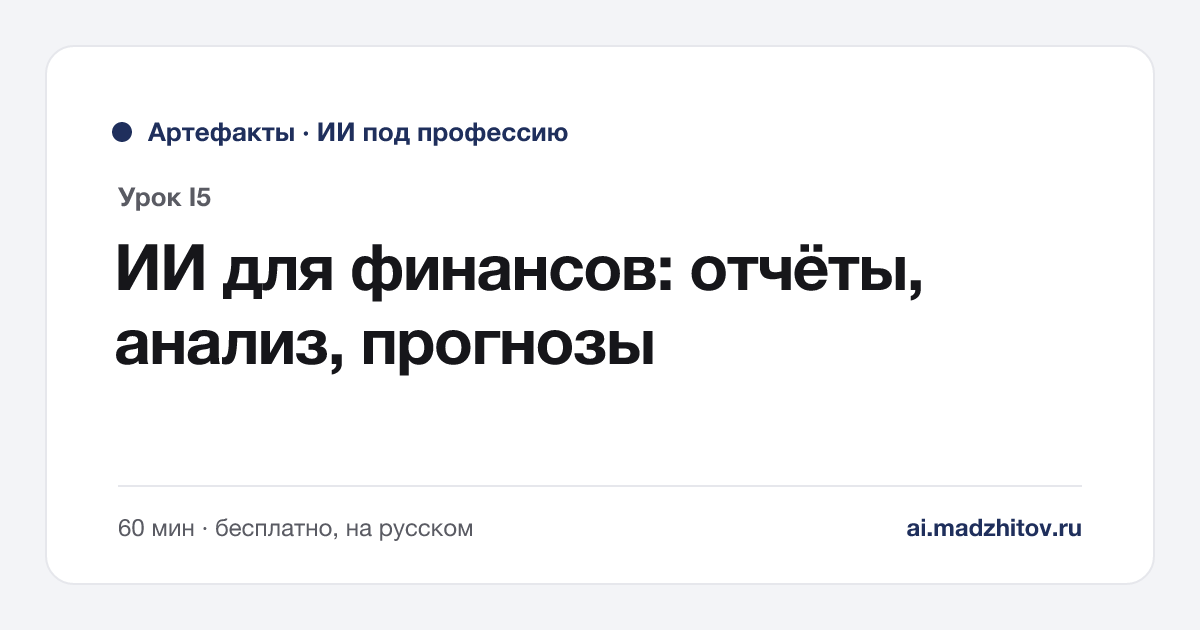 Артефакты · ИИ под профессию
Урок I5
ИИ для финансов: отчёты,
анализ, прогнозы
60 мин · бесплатно, на русском
ai.madzhitov.ru